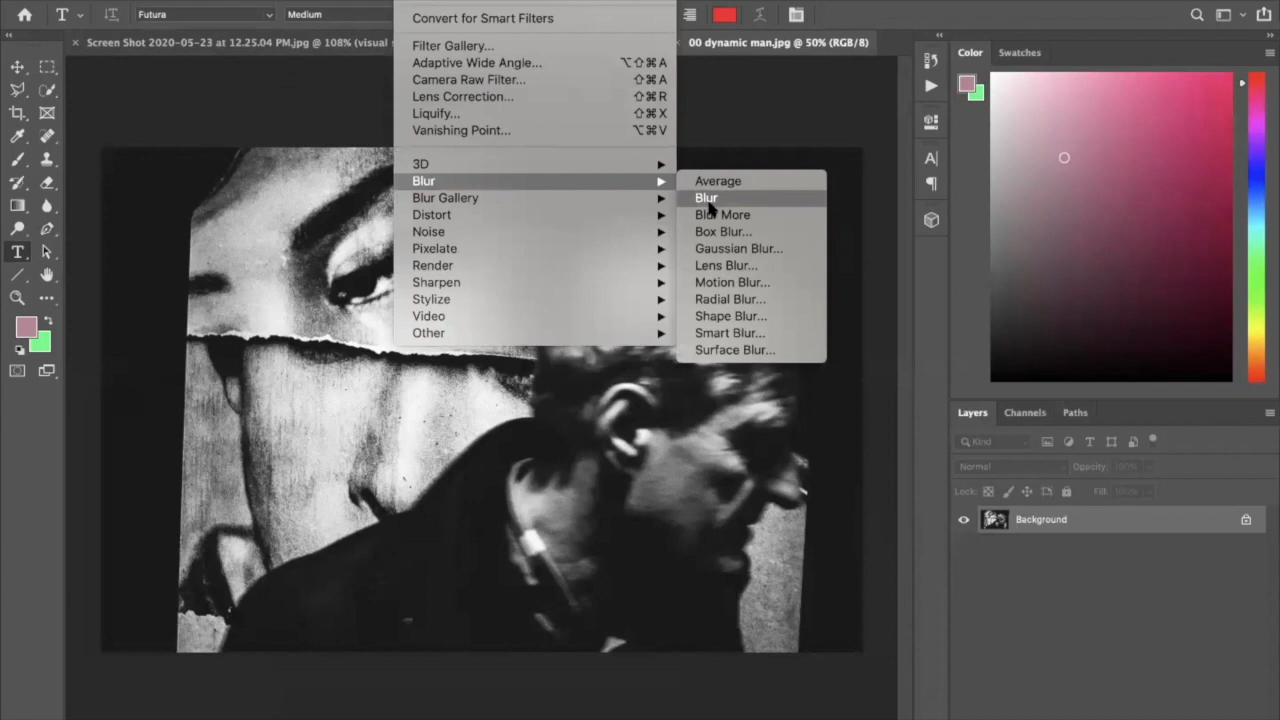 Futura
Medium
Convert for Smart Filters
Screen Shot 2020-05-23 at 12.25.04 PM.jpg @ 108% (visual s
00 dynamic man.jpg @ 50% (RGB/8)
Filter Gallery...
Adaptive Wide Angle... ⌥⇧⌘A
Camera Raw Filter... ⇧⌘A
Lens Correction... ⇧⌘R
Liquify... ⇧⌘X
Vanishing Point... ⌥⌘V
3D
Blur
Blur Gallery
Distort
Noise
Pixelate
Render
Sharpen
Stylize
Video
Other
Average
Blur
Blur More
Box Blur...
Gaussian Blur...
Lens Blur...
Motion Blur...
Radial Blur...
Shape Blur...
Smart Blur...
Surface Blur...
Color Swatches
Layers Channels Paths
Kind
Normal Opacity: 100%
Lock: Fill: 100%
Background